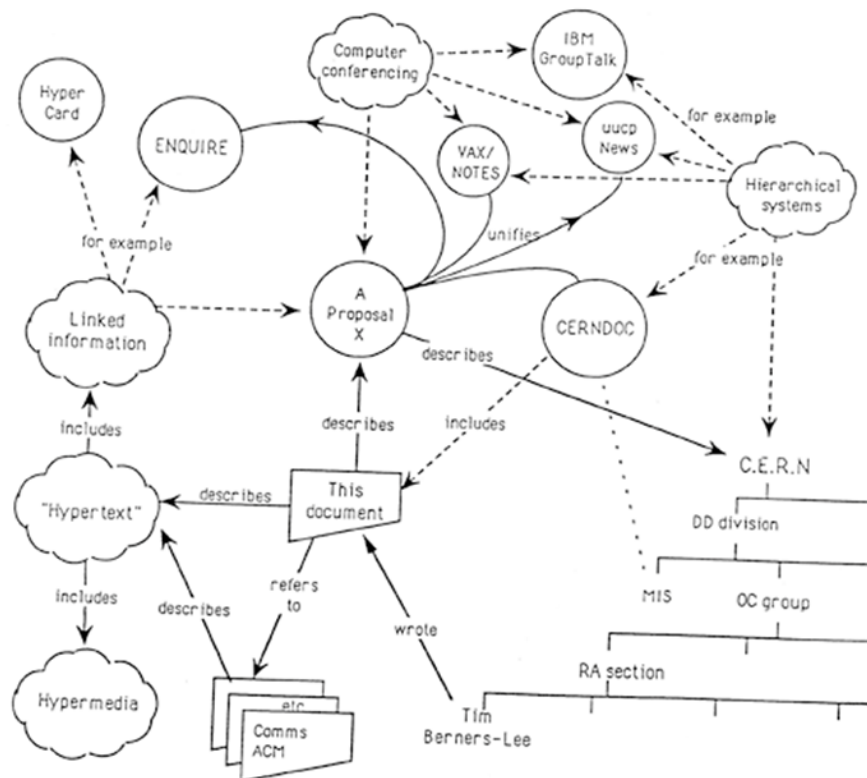 Computer
conferencing
IBM
GroupTalk
Hyper
Card
ENQUIRE
VAX/
NOTES
uucp
News
for example
Hierarchical
systems
unifies
for example
for example
A
Proposal
X
Linked
information
CERNDOC
describes
includes
describes
includes
C.E.R.N
This
document
describes
"Hypertext"
DD division
refers
to
includes
describes
wrote
MIS
OC group
RA section
Hypermedia
etc
Comms
ACM
Tim
Berners-Lee